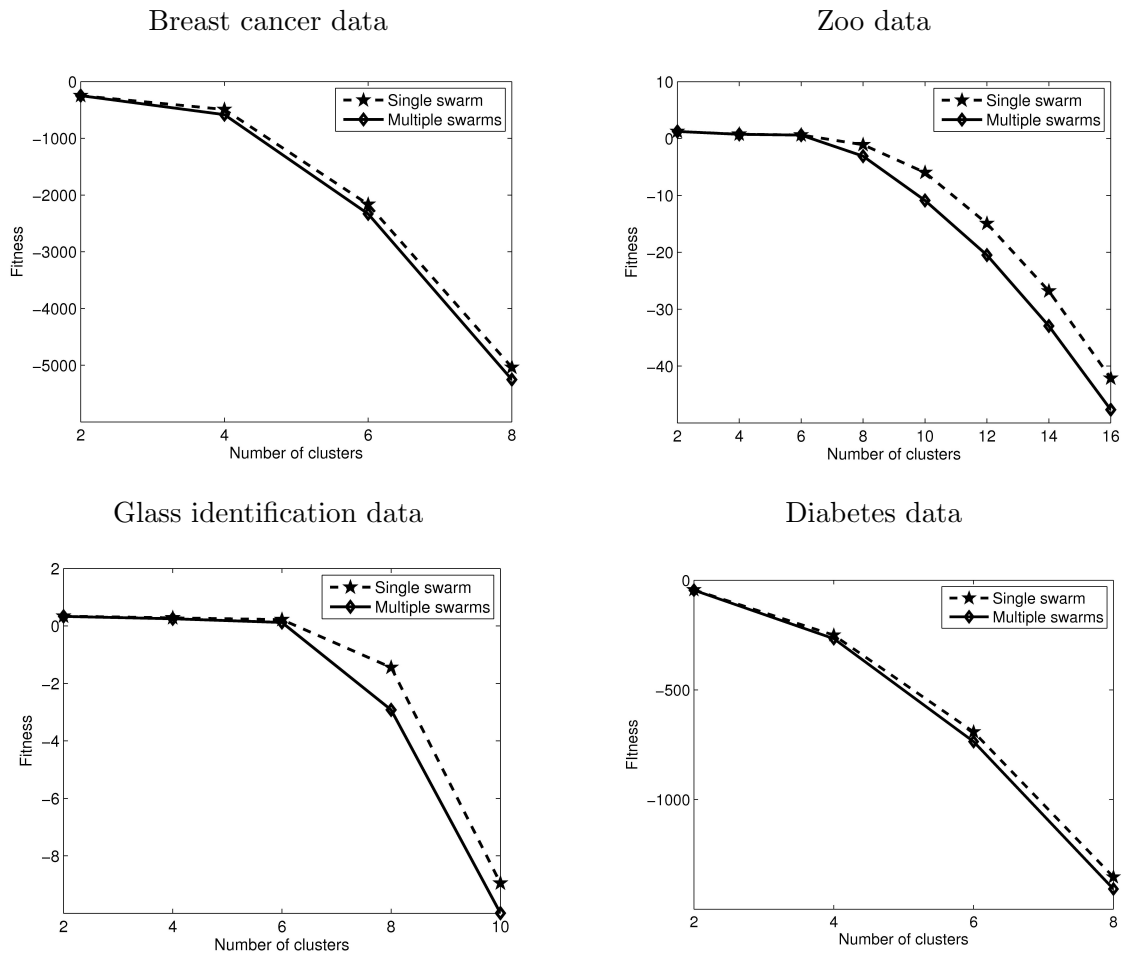 Breast cancer data
0
−1000
−2000
−3000
−4000
−5000
Fitness
2 4 6 8
Number of clusters
Single swarm
Multiple swarms
Zoo data
10
0
−10
−20
−30
−40
Fitness
2 4 6 8 10 12 14 16
Number of clusters
Single swarm
Multiple swarms
Glass identification data
2
0
−2
−4
−6
−8
Fitness
2 4 6 8 10
Number of clusters
Single swarm
Multiple swarms
Diabetes data
0
−500
−1000
Fitness
2 4 6 8
Number of clusters
Single swarm
Multiple swarms